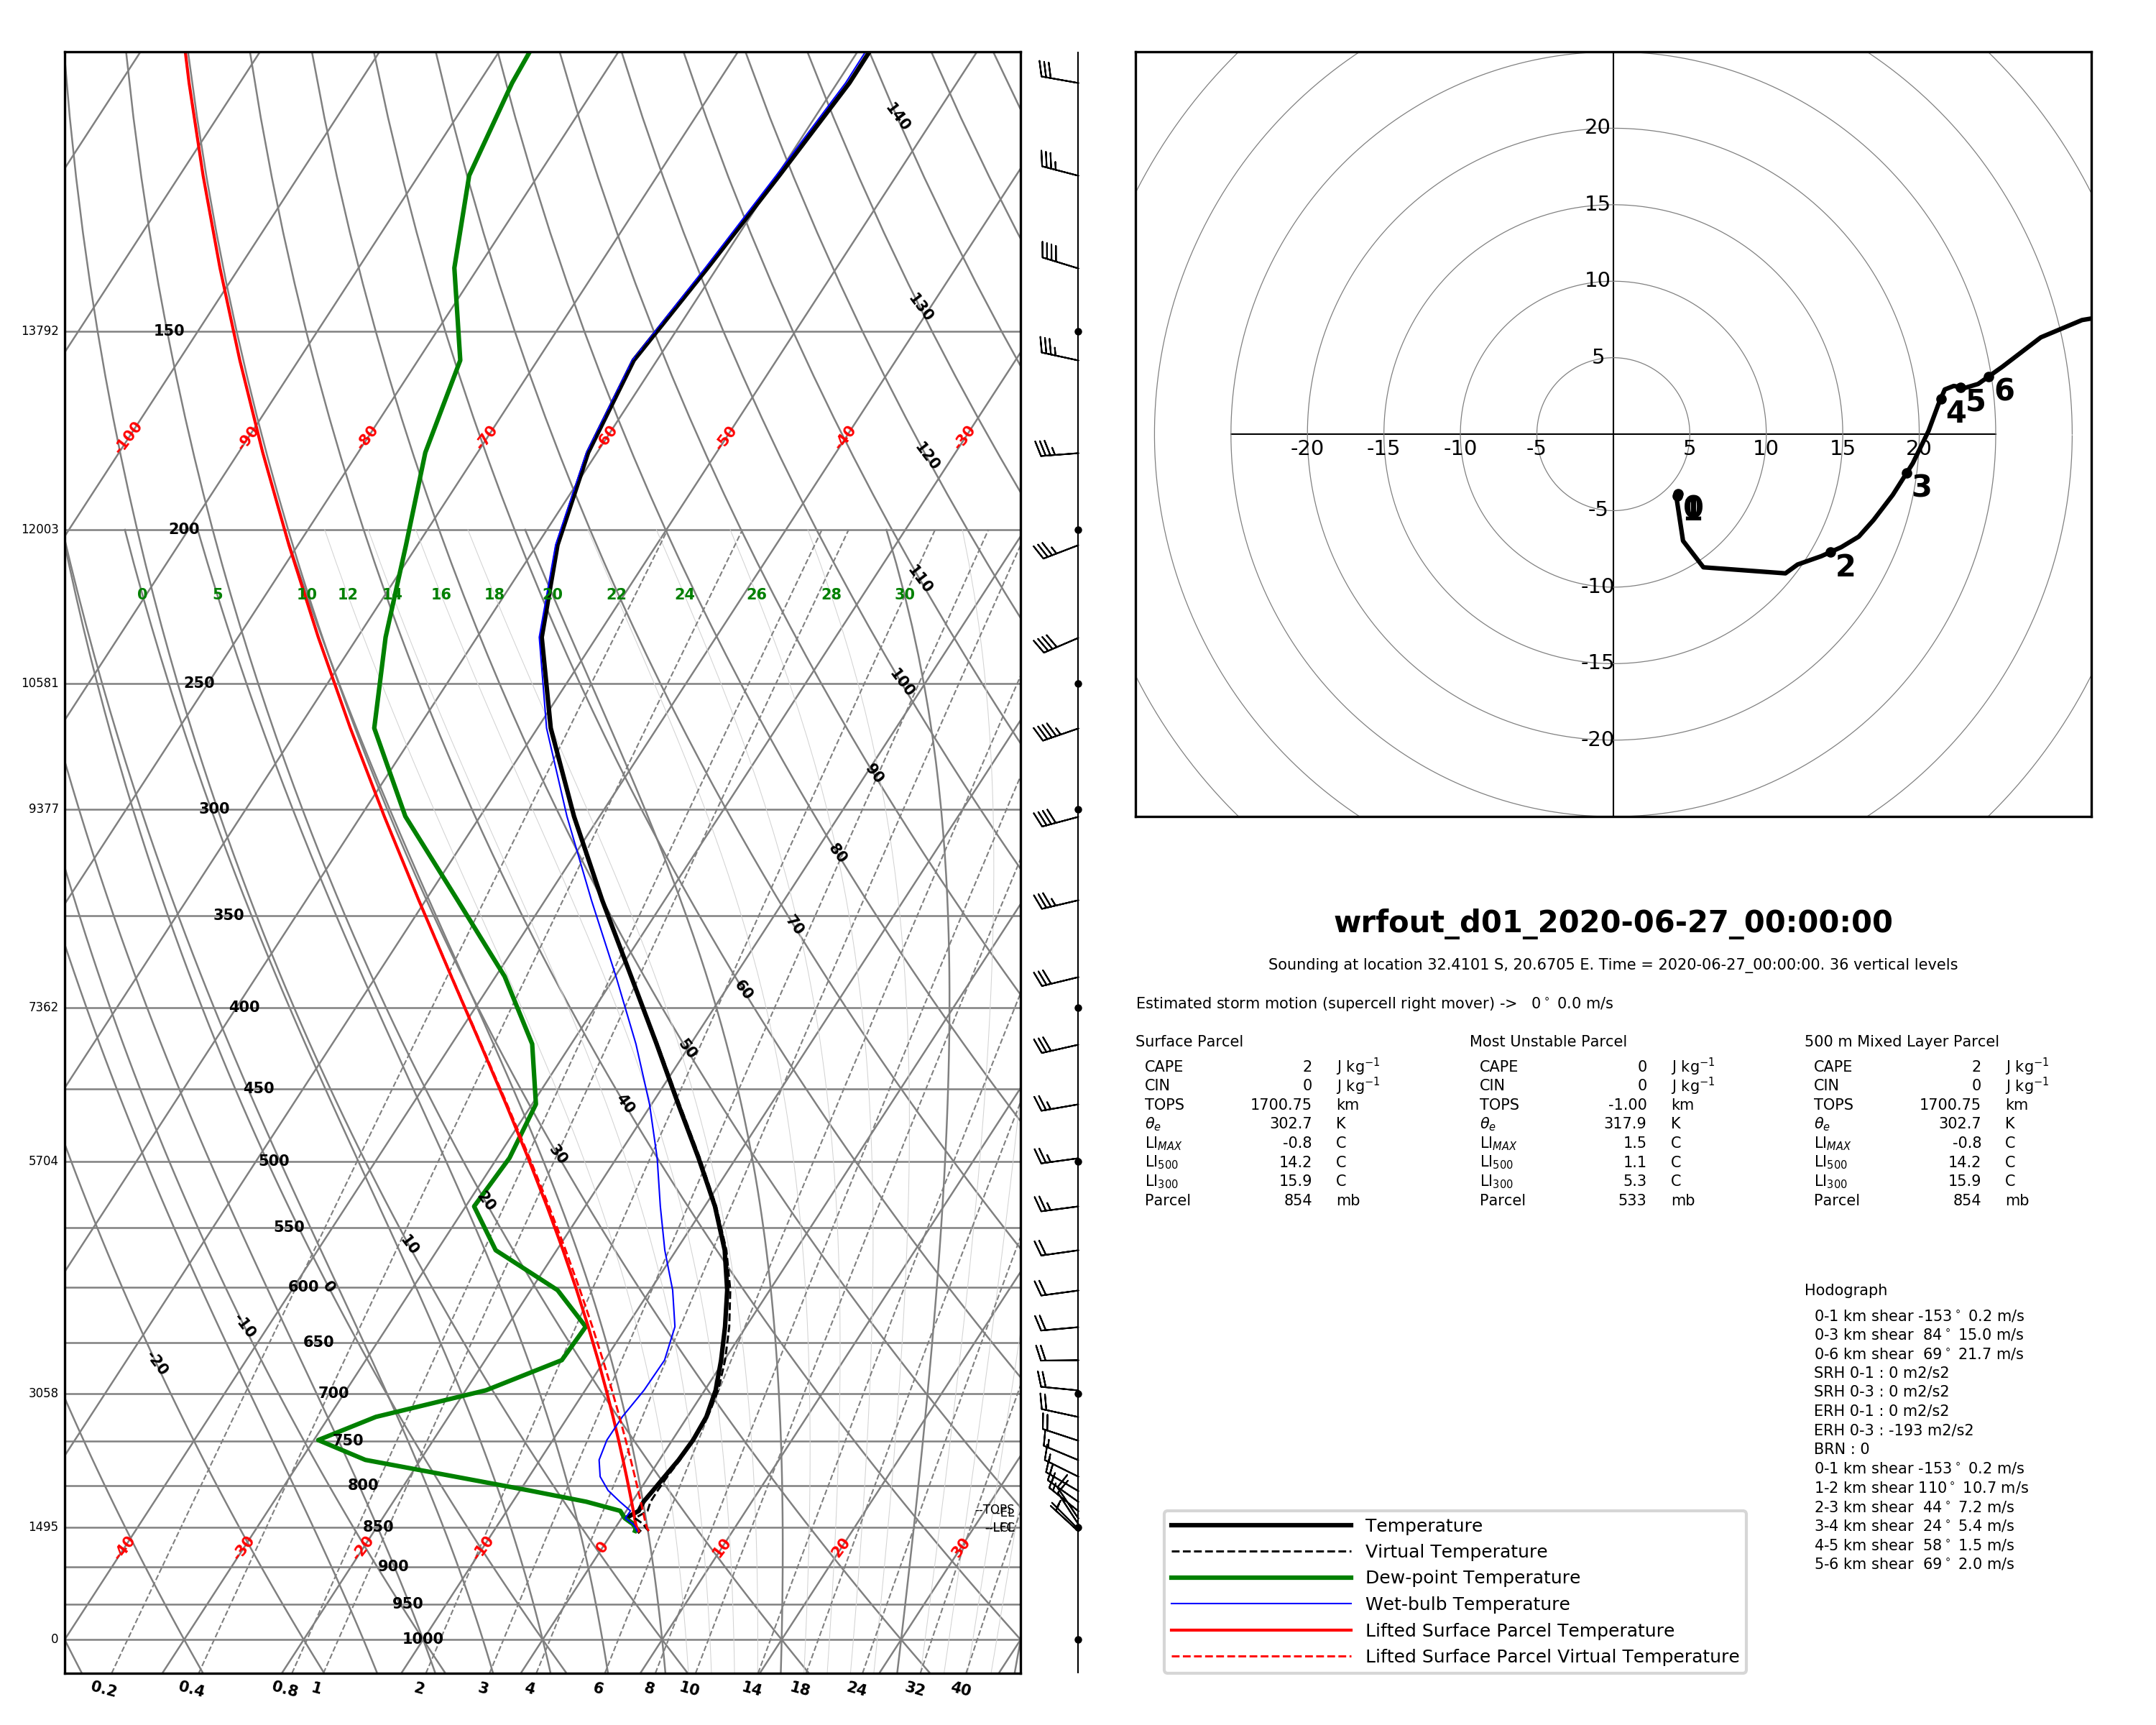 140
130
120
110
100
90
80
70
60
50
40
30
20
10
0
-10
-20
13792 150
-100 -90 -80 -70 -60 -50 -40 -30
12003 200
0 5 10 12 14 16 18 20 22 24 26 28 30
10581 250
9377 300
350
7362 400
450
5704 500
550
600
650
3058 700
750
800
1495 850
-40 -30 -20 -10 0 10 20 30
900
950
0 1000
0.2 0.4 0.8 1 2 3 4 6 8 10 14 18 24 32 40
20
15
10
5
-20 -15 -10 -5 5 10 15 20
-5
-10
-15
-20
0 1 2 3 4 5 6
wrfout_d01_2020-06-27_00:00:00
Sounding at location 32.4101 S, 20.6705 E. Time = 2020-06-27_00:00:00. 36 vertical levels
Estimated storm motion (supercell right mover) -> 0° 0.0 m/s
Surface Parcel
CAPE 2 J kg⁻¹
CIN 0 J kg⁻¹
TOPS 1700.75 km
θe 302.7 K
LIMAX -0.8 C
LI500 14.2 C
LI300 15.9 C
Parcel 854 mb
Most Unstable Parcel
CAPE 0 J kg⁻¹
CIN 0 J kg⁻¹
TOPS -1.00 km
θe 317.9 K
LIMAX 1.5 C
LI500 1.1 C
LI300 5.3 C
Parcel 533 mb
500 m Mixed Layer Parcel
CAPE 2 J kg⁻¹
CIN 0 J kg⁻¹
TOPS 1700.75 km
θe 302.7 K
LIMAX -0.8 C
LI500 14.2 C
LI300 15.9 C
Parcel 854 mb
Hodograph
0-1 km shear -153° 0.2 m/s
0-3 km shear 84° 15.0 m/s
0-6 km shear 69° 21.7 m/s
SRH 0-1 : 0 m2/s2
SRH 0-3 : 0 m2/s2
ERH 0-1 : 0 m2/s2
ERH 0-3 : -193 m2/s2
BRN : 0
0-1 km shear -153° 0.2 m/s
1-2 km shear 110° 10.7 m/s
2-3 km shear 44° 7.2 m/s
3-4 km shear 24° 5.4 m/s
4-5 km shear 58° 1.5 m/s
5-6 km shear 69° 2.0 m/s
Temperature
Virtual Temperature
Dew-point Temperature
Wet-bulb Temperature
Lifted Surface Parcel Temperature
Lifted Surface Parcel Virtual Temperature